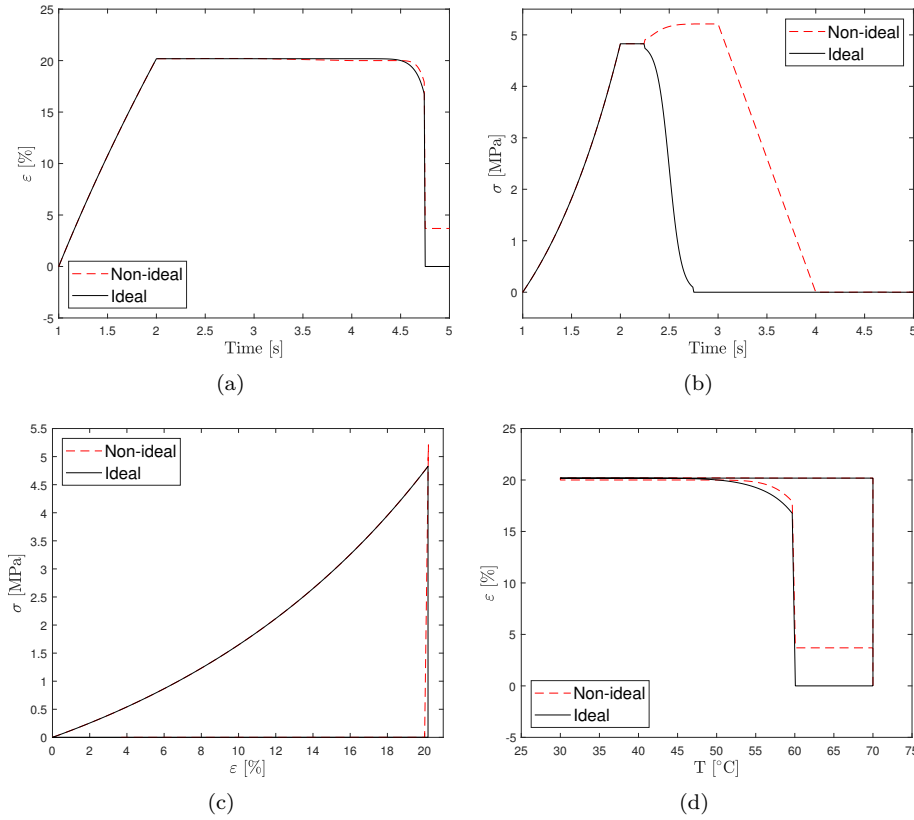 25
20
15
10
5
0
-5
ε [%]
Non-ideal
Ideal
1 1.5 2 2.5 3 3.5 4 4.5 5
Time [s]
(a)
5
4
3
2
1
0
σ [MPa]
Non-ideal
Ideal
1 1.5 2 2.5 3 3.5 4 4.5 5
Time [s]
(b)
5.5
5
4.5
4
3.5
3
2.5
2
1.5
1
0.5
0
σ [MPa]
Non-ideal
Ideal
0 2 4 6 8 10 12 14 16 18 20
ε [%]
(c)
25
20
15
10
5
0
-5
ε [%]
Non-ideal
Ideal
25 30 35 40 45 50 55 60 65 70 75
T [°C]
(d)